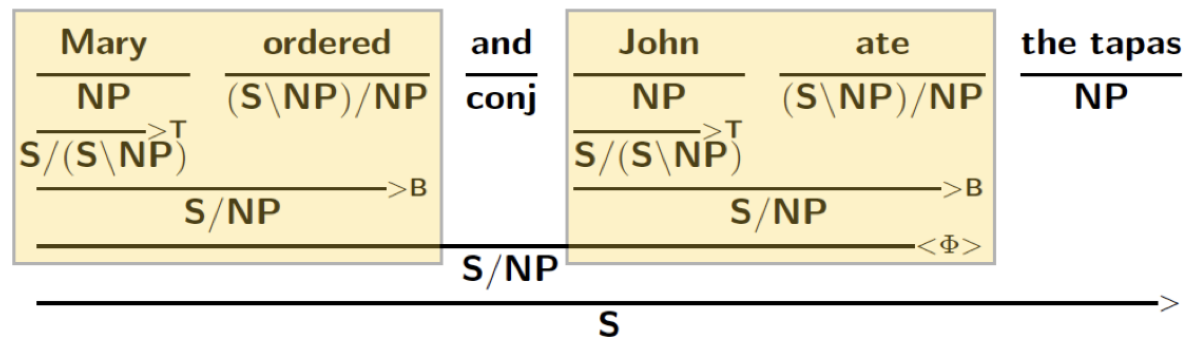 Mary ordered and John ate the tapas
NP (S\NP)/NP conj NP (S\NP)/NP NP
>T >T
S/(S\NP) S/(S\NP)
>B >B
S/NP S/NP
<Φ>
S/NP
>
S